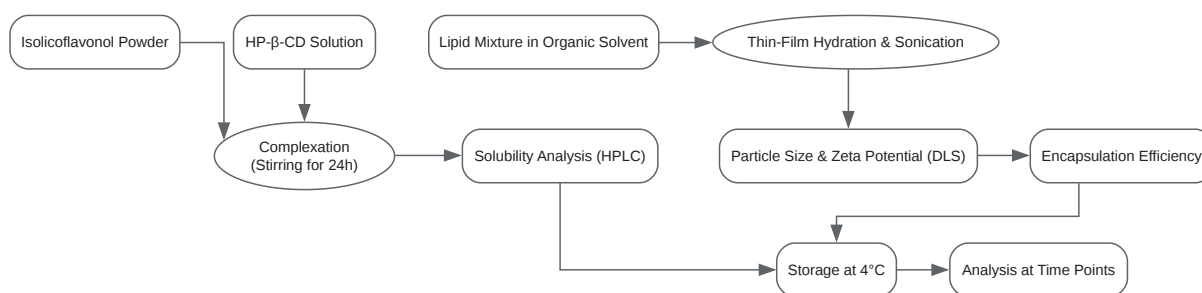 Isolicoflavonol Powder
HP-β-CD Solution
Lipid Mixture in Organic Solvent
Thin-Film Hydration & Sonication
Complexation
(Stirring for 24h)
Solubility Analysis (HPLC)
Particle Size & Zeta Potential (DLS)
Encapsulation Efficiency
Storage at 4°C
Analysis at Time Points